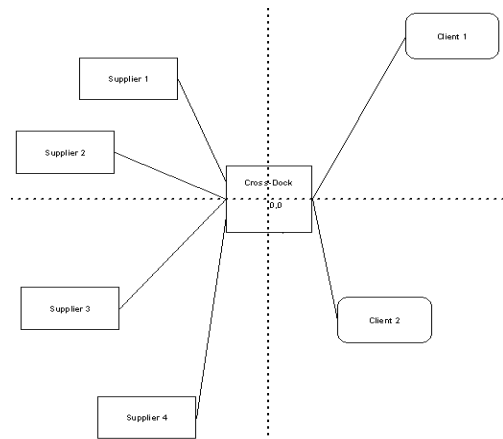 Client 1
Supplier 1
Supplier 2
Cross-Dock
0,0
Supplier 3
Client 2
Supplier 4